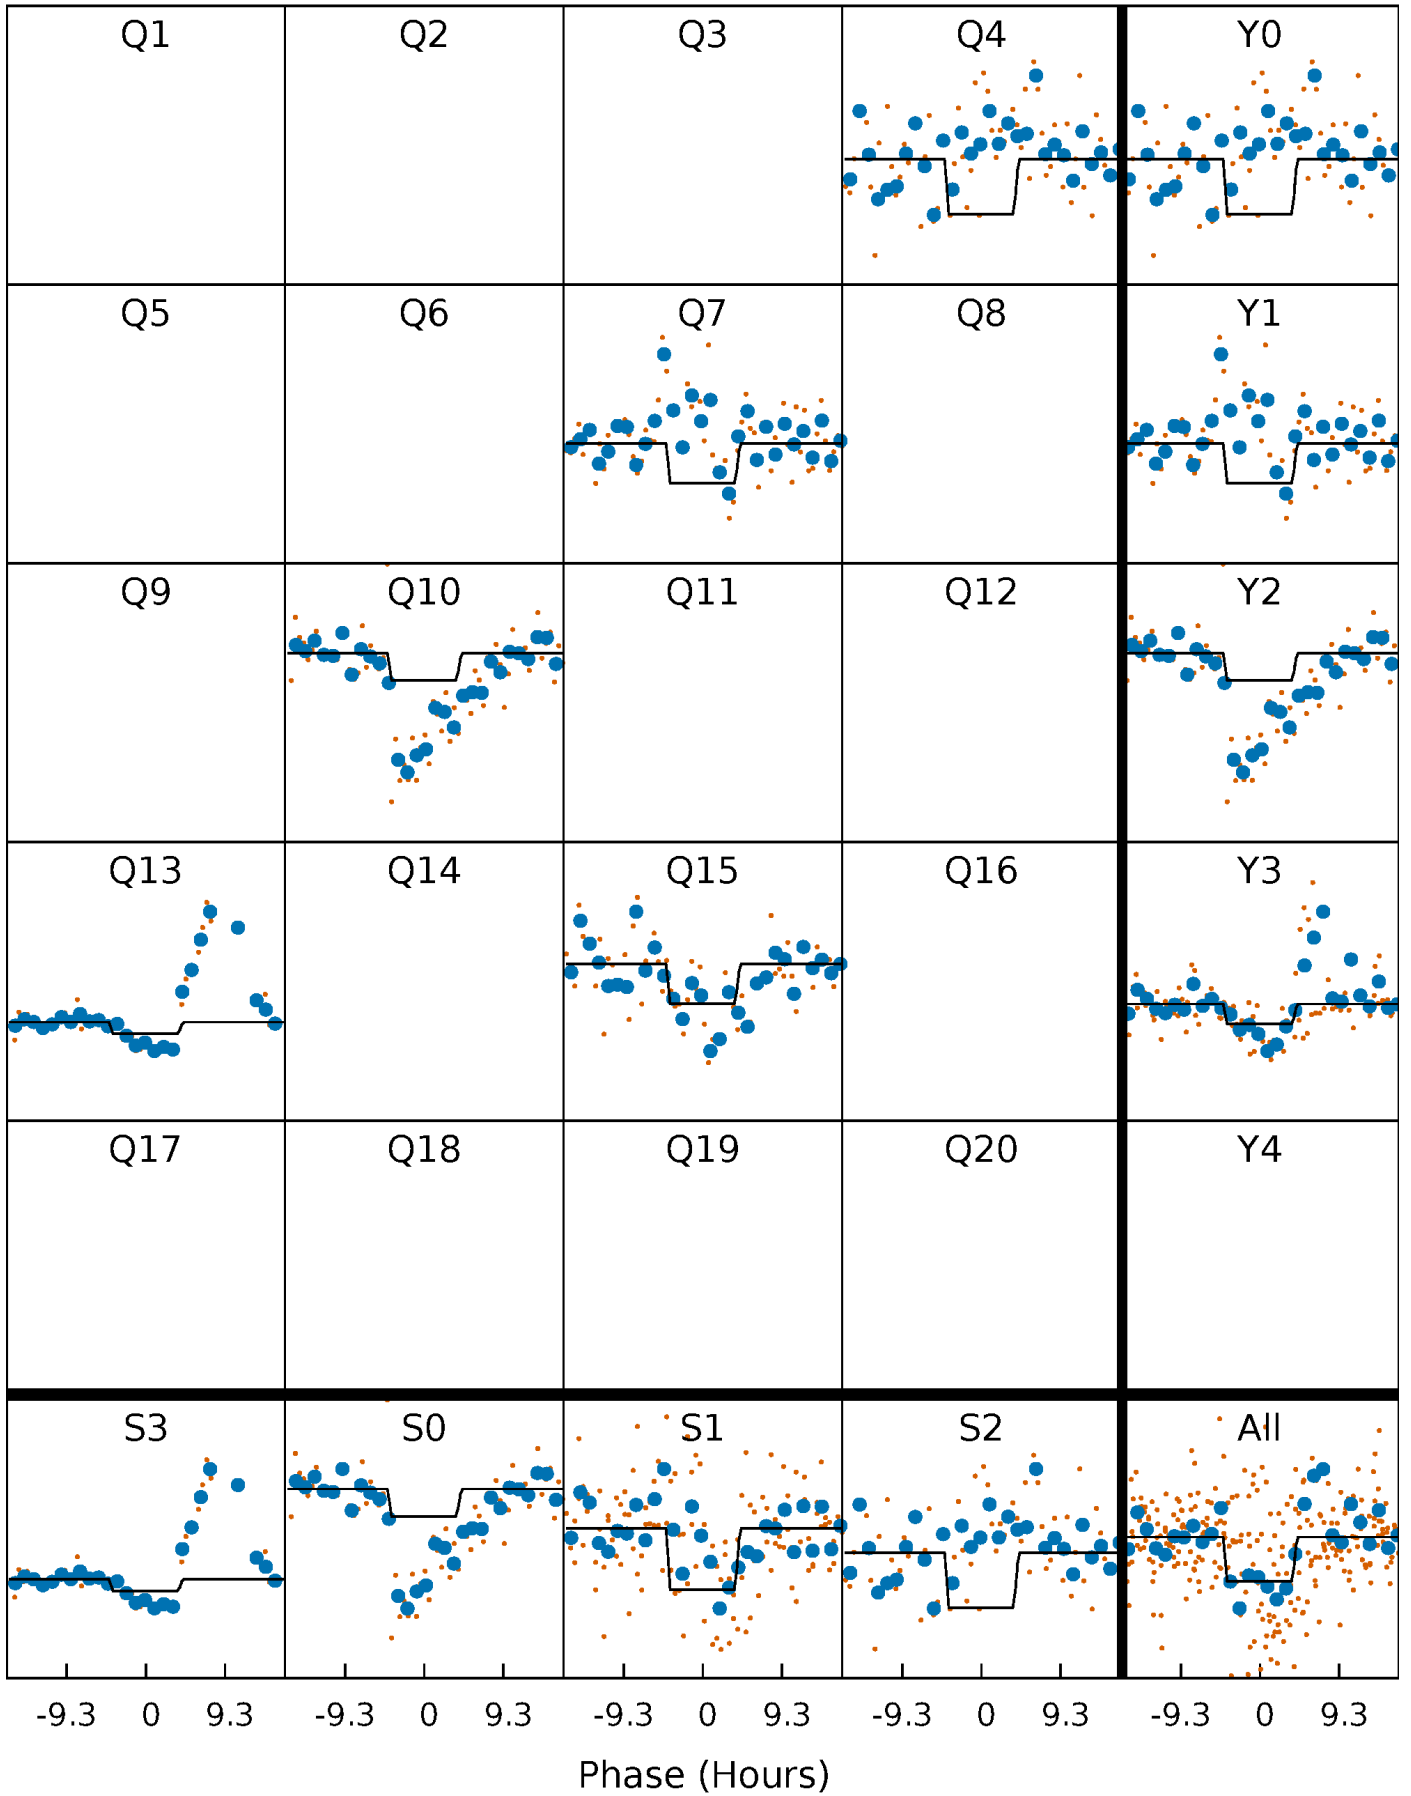 Q1 Q2 Q3 Q4 Y0
Q5 Q6 Q7 Q8 Y1
Q9 Q10 Q11 Q12 Y2
Q13 Q14 Q15 Q16 Y3
Q17 Q18 Q19 Q20 Y4
S3 S0 S1 S2 All
-9.3 0 9.3 -9.3 0 9.3 -9.3 0 9.3 -9.3 0 9.3 -9.3 0 9.3
Phase (Hours)